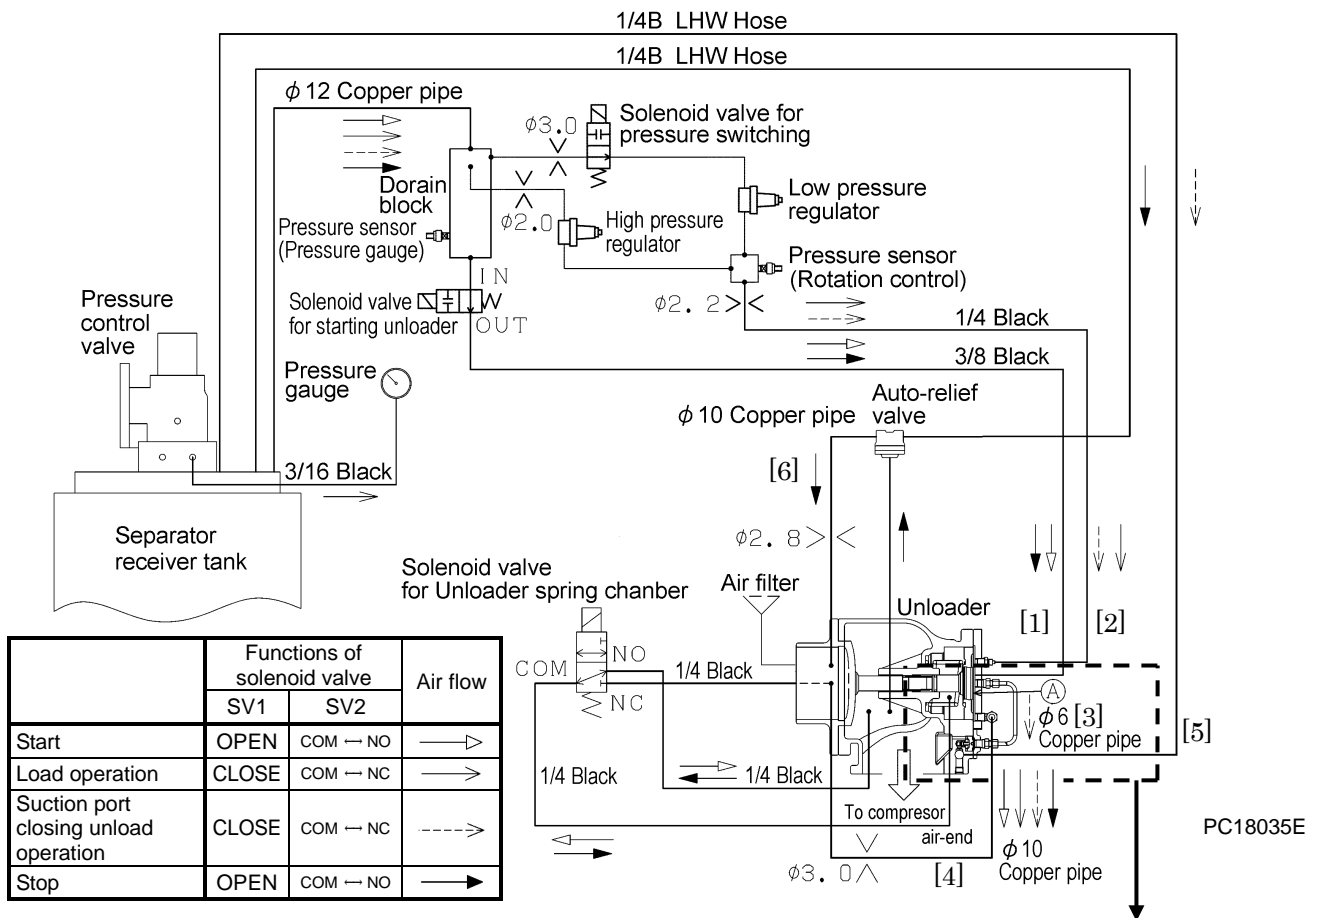 1/4B LHW Hose
1/4B LHW Hose
φ12 Copper pipe
Solenoid valve for
pressure switching
ø3.0
Dorain
block
ø2.0
Low pressure
regulator
Pressure sensor
(Pressure gauge)
High pressure
regulator
Pressure sensor
(Rotation control)
IN
Solenoid valve
for starting unloader
OUT
ø2.2
Pressure
control
valve
1/4 Black
3/8 Black
Pressure
gauge
Auto-relief
valve
φ10 Copper pipe
3/16 Black
[6]
Separator
receiver tank
ø2.8
Solenoid valve
for Unloader spring chamber
Air filter
Unloader
[1]
[2]
NO
COM
NC
1/4 Black
A
φ6 [3]
Copper pipe
[5]
1/4 Black
1/4 Black
To compresor
air-end
ø3.0
[4]
φ10
Copper pipe
PC18035E
Functions of
solenoid valve
Air flow
SV1 SV2
Start OPEN COM ↔ NO
Load operation CLOSE COM ↔ NC
Suction port
closing unload
operation
CLOSE COM ↔ NC
Stop OPEN COM ↔ NO